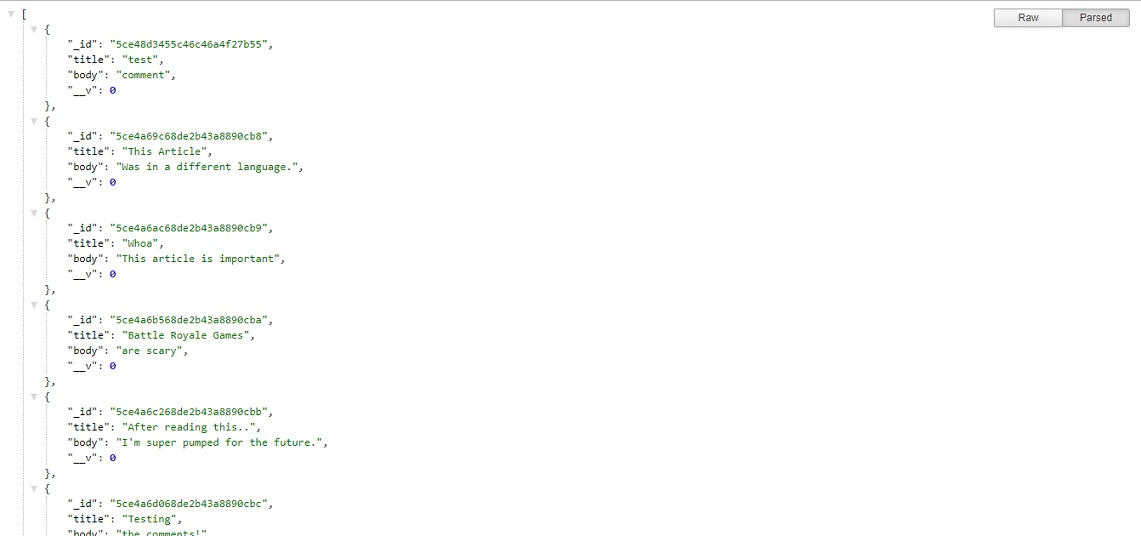 [
Raw Parsed
{
"_id": "5ce48d3455c46c46a4f27b55",
"title": "test",
"body": "comment",
"__v": 0
},
{
"_id": "5ce4a69c68de2b43a8890cb8",
"title": "This Article",
"body": "Was in a different language.",
"__v": 0
},
{
"_id": "5ce4a6ac68de2b43a8890cb9",
"title": "Whoa",
"body": "This article is important",
"__v": 0
},
{
"_id": "5ce4a6b568de2b43a8890cba",
"title": "Battle Royale Games",
"body": "are scary",
"__v": 0
},
{
"_id": "5ce4a6c268de2b43a8890cbb",
"title": "After reading this..",
"body": "I'm super pumped for the future.",
"__v": 0
},
{
"_id": "5ce4a6d068de2b43a8890cbc",
"title": "Testing",
"body": "the comments!"